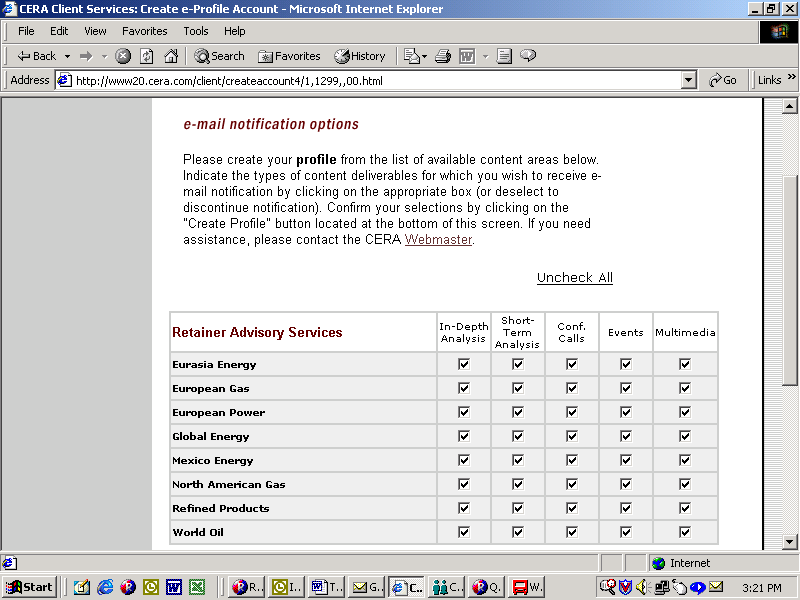 CERA Client Services: Create e-Profile Account - Microsoft Internet Explorer
File Edit View Favorites Tools Help
Back Search Favorites History
Address http://www20.cera.com/client/createaccount4/1,1299,,00.html Go Links »
e-mail notification options
Please create your profile from the list of available content areas below.
Indicate the types of content deliverables for which you wish to receive e-
mail notification by clicking on the appropriate box (or deselect to
discontinue notification). Confirm your selections by clicking on the
"Create Profile" button located at the bottom of this screen. If you need
assistance, please contact the CERA Webmaster.
Uncheck All
Retainer Advisory Services
In-Depth
Analysis
Short-
Term
Analysis
Conf.
Calls
Events
Multimedia
Eurasia Energy
European Gas
European Power
Global Energy
Mexico Energy
North American Gas
Refined Products
World Oil
Internet
Start R.. I.. T.. G.. C.. C.. Q. W. 3:21 PM